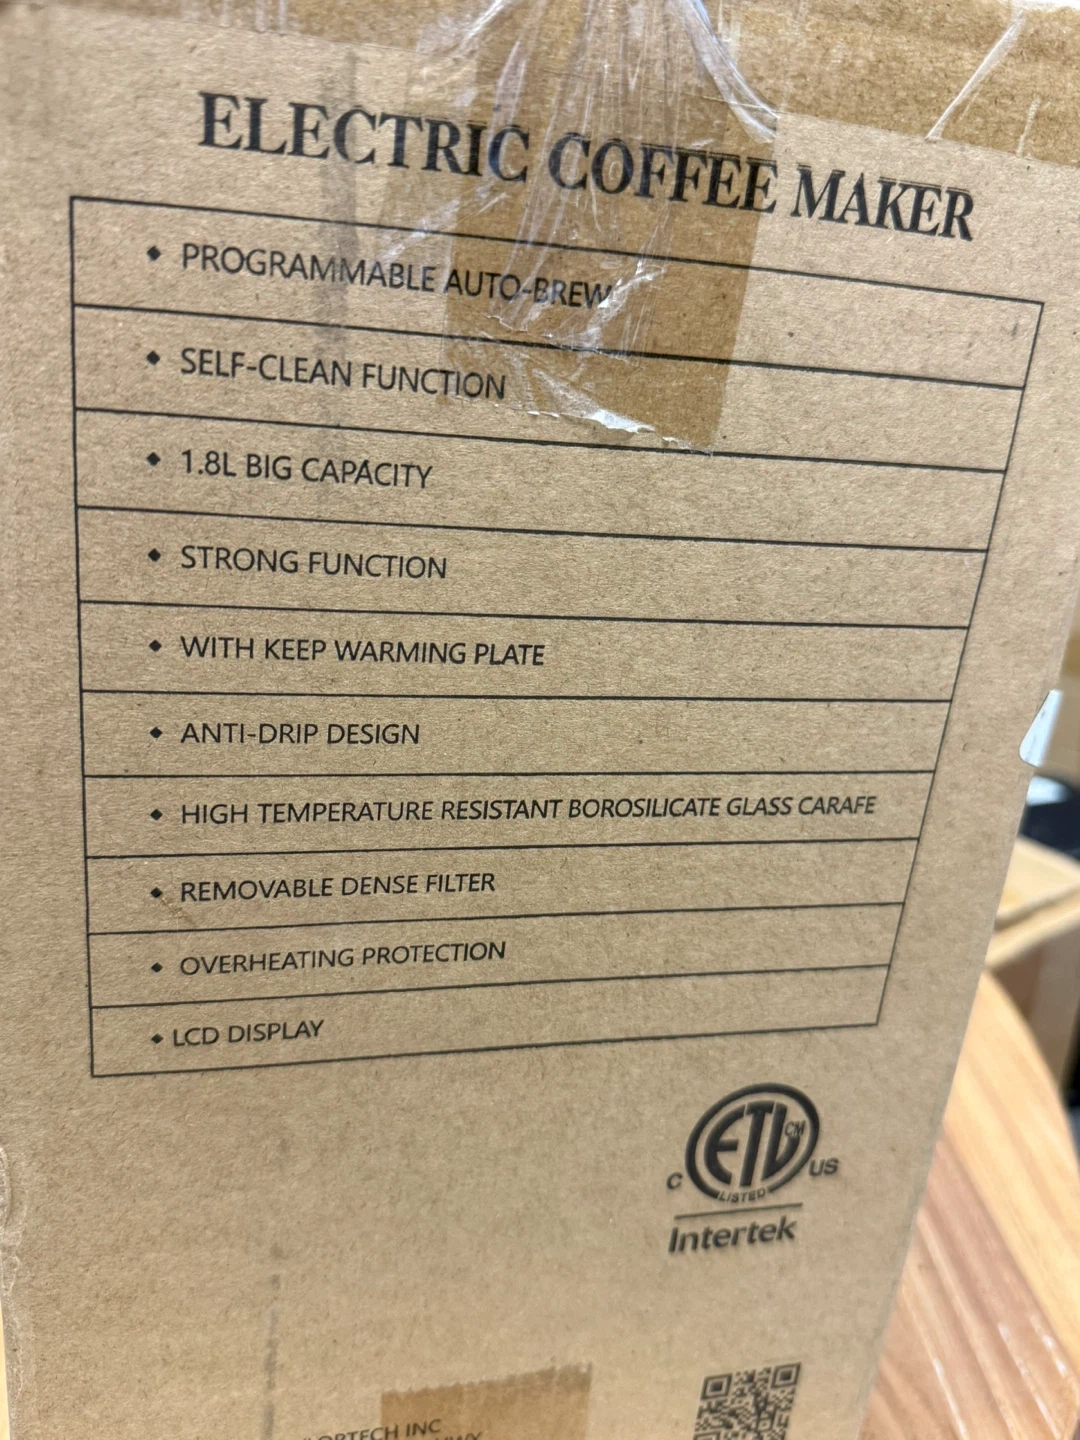 ELECTRIC COFFEE MAKER
◆ PROGRAMMABLE AUTO-BREW
◆ SELF-CLEAN FUNCTION
◆ 1.8L BIG CAPACITY
◆ STRONG FUNCTION
◆ WITH KEEP WARMING PLATE
◆ ANTI-DRIP DESIGN
◆ HIGH TEMPERATURE RESISTANT BOROSILICATE GLASS CARAFE
◆ REMOVABLE DENSE FILTER
◆ OVERHEATING PROTECTION
◆ LCD DISPLAY
ETL CM
C US
LISTED
Intertek
INC